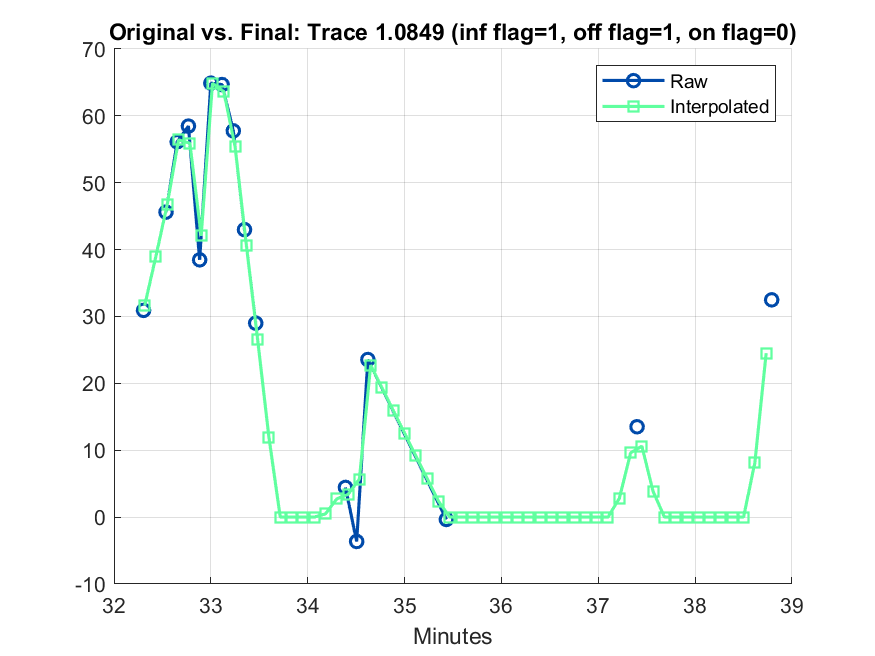 Original vs. Final: Trace 1.0849 (inf flag=1, off flag=1, on flag=0)
70
60
50
40
30
20
10
0
-10
Raw
Interpolated
32 33 34 35 36 37 38 39
Minutes